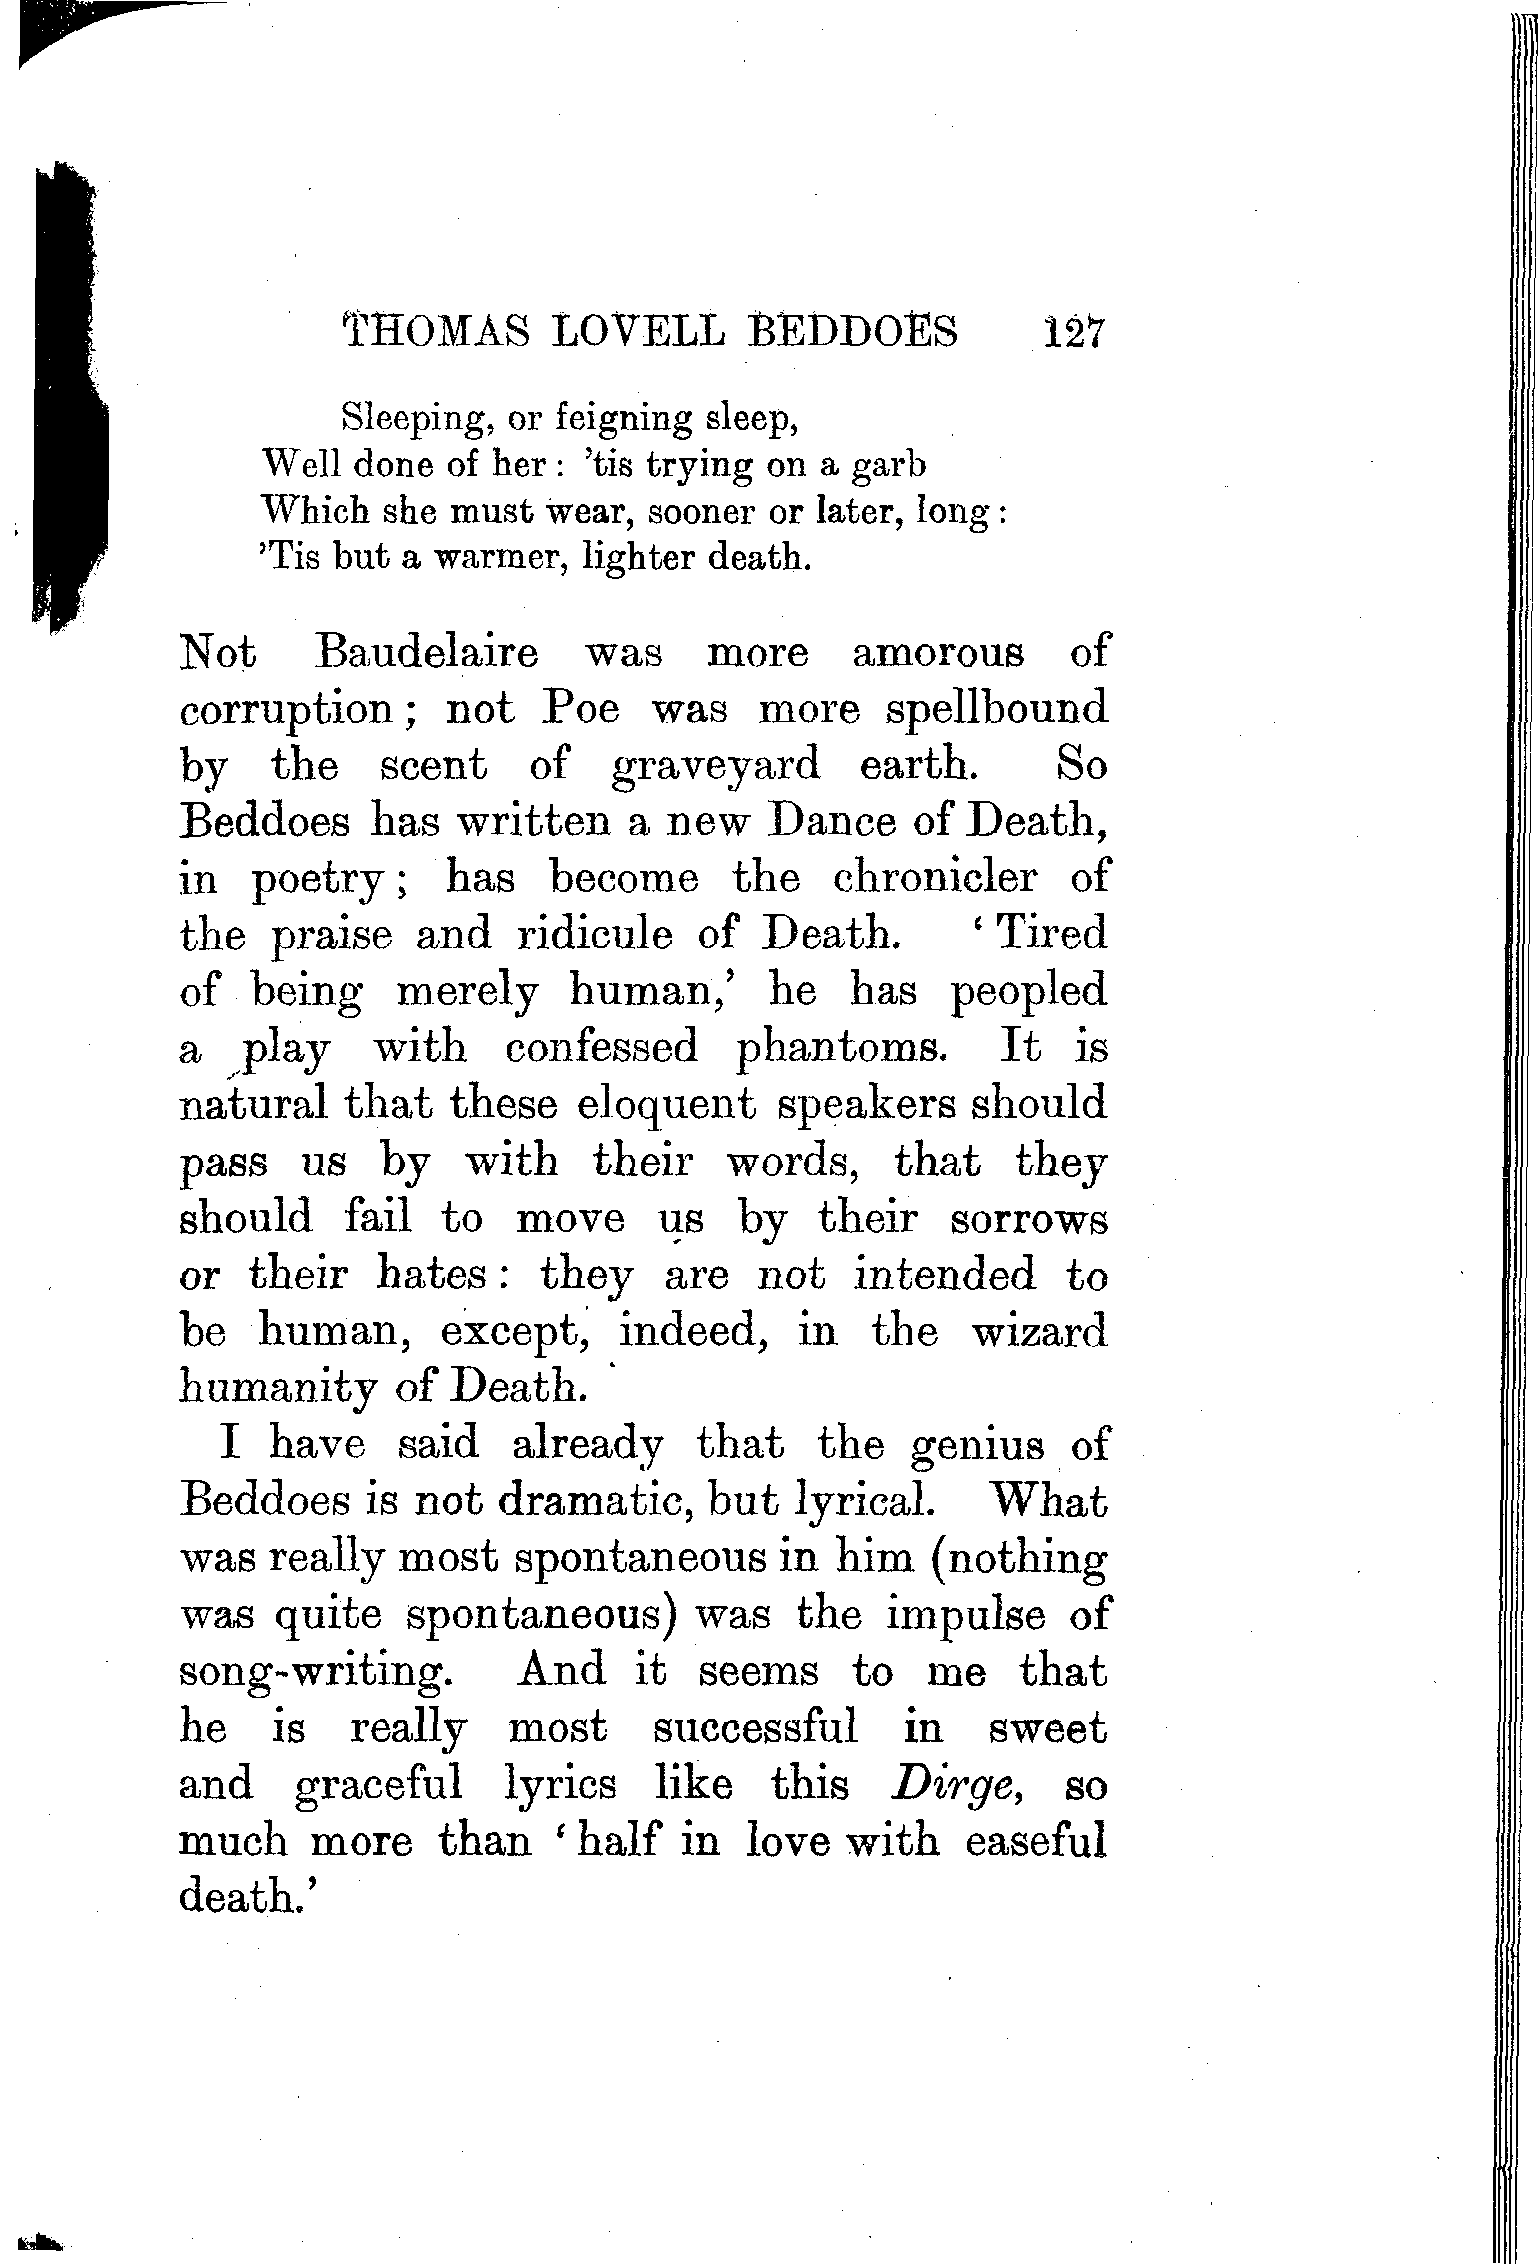 THOMAS LOVELL BEDDOES 127
Sleeping, or feigning sleep,
Well done of her : 'tis trying on a garb
Which she must wear, sooner or later, long :
'Tis but a warmer, lighter death.
Not Baudelaire was more amorous of
corruption ; not Poe was more spellbound
by the scent of graveyard earth. So
Beddoes has written a new Dance of Death,
in poetry ; has become the chronicler of
the praise and ridicule of Death. ' Tired
of being merely human,' he has peopled
a play with confessed phantoms. It is
natural that these eloquent speakers should
pass us by with their words, that they
should fail to move us by their sorrows
or their hates : they are not intended to
be human, except, indeed, in the wizard
humanity of Death.
I have said already that the genius of
Beddoes is not dramatic, but lyrical. What
was really most spontaneous in him (nothing
was quite spontaneous) was the impulse of
song-writing. And it seems to me that
he is really most successful in sweet
and graceful lyrics like this Dirge, so
much more than ' half in love with easeful
death.'